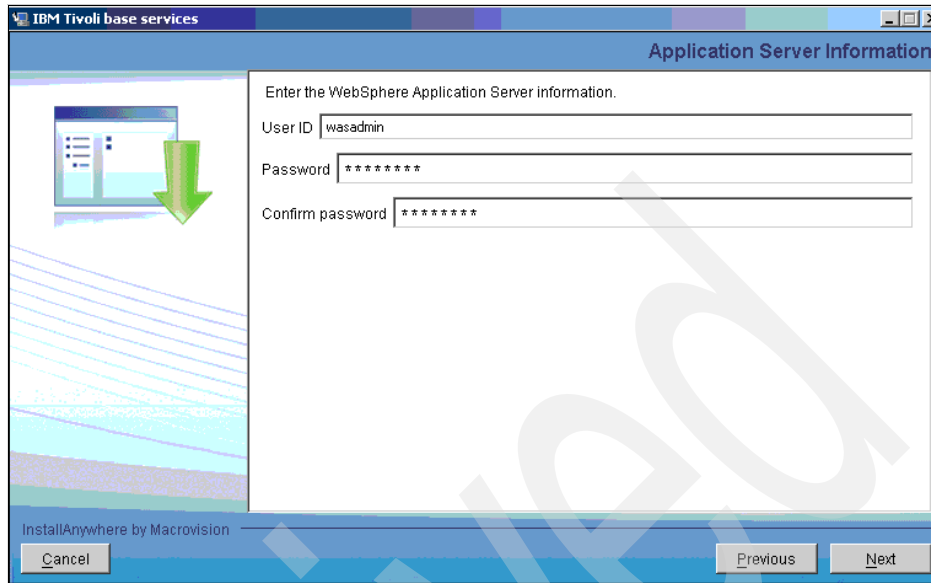 IBM Tivoli base services
Application Server Information
Enter the WebSphere Application Server information.
User ID wasadmin
Password ********
Confirm password ********
InstallAnywhere by Macrovision
Cancel Previous Next